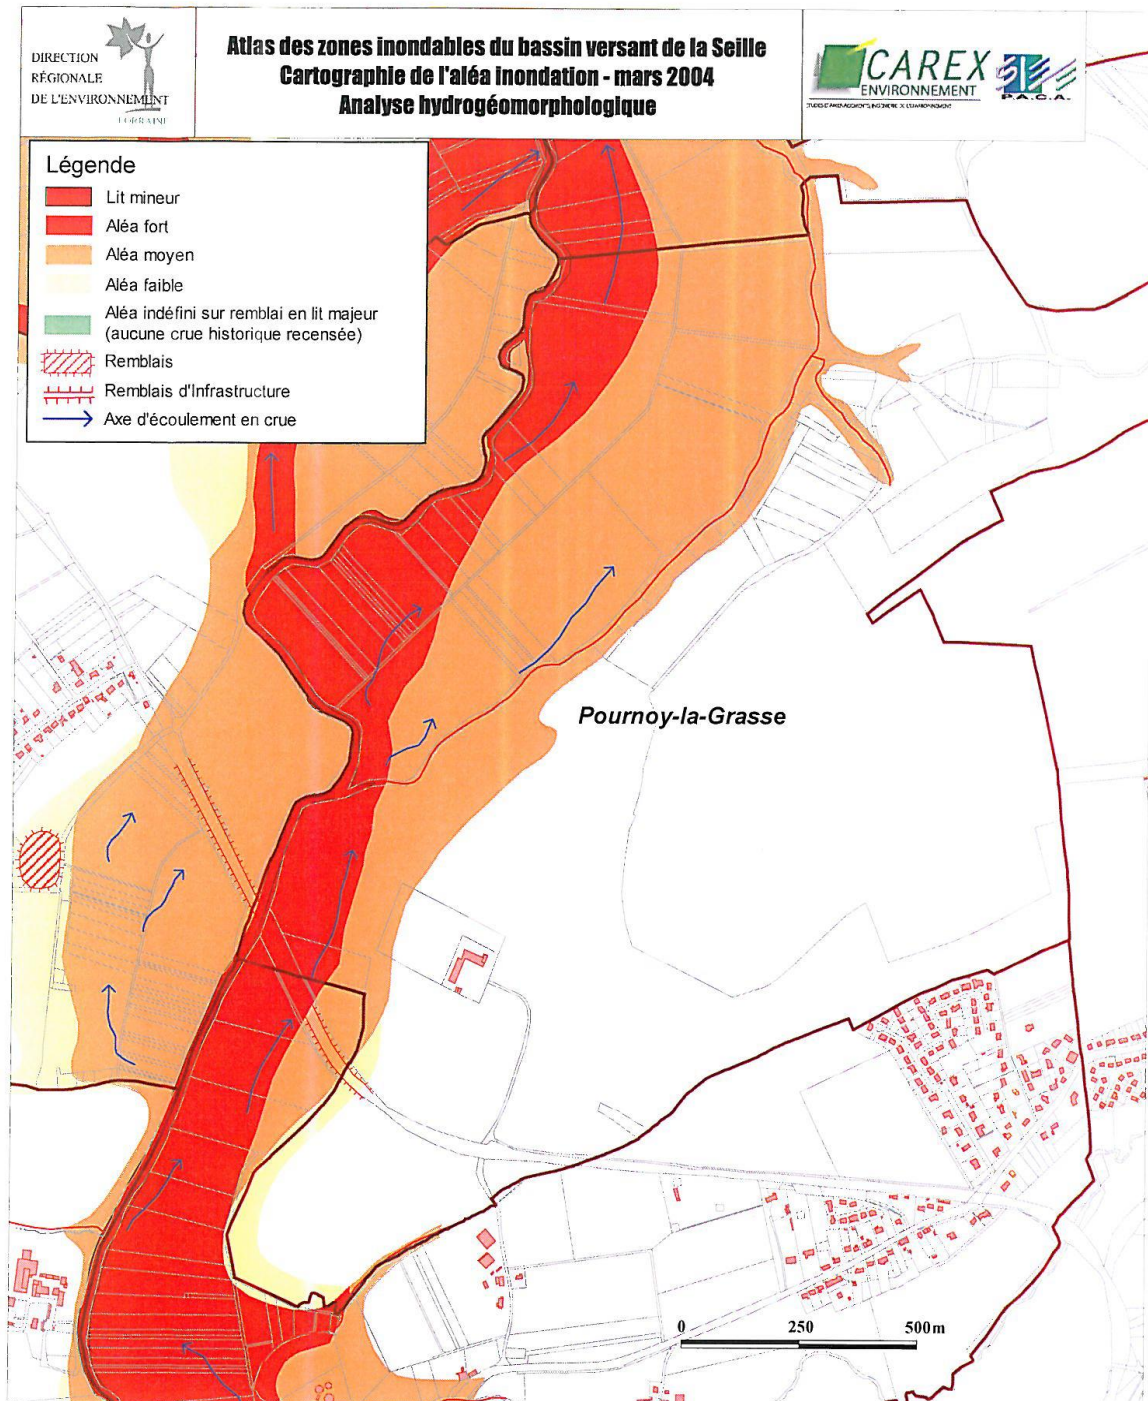 DIRECTION
RÉGIONALE
DE L'ENVIRONNEMENT
LORRAINE
Atlas des zones inondables du bassin versant de la Seille
Cartographie de l'aléa inondation - mars 2004
Analyse hydrogéomorphologique
CAREX
ENVIRONNEMENT
P.A.C.A.
Légende
Lit mineur
Aléa fort
Aléa moyen
Aléa faible
Aléa indéfini sur remblai en lit majeur
(aucune crue historique recensée)
Remblais
Remblais d'Infrastructure
Axe d'écoulement en crue
Pournoy-la-Grasse
0 250 500m